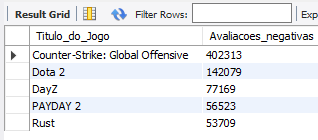 Result Grid Filter Rows: Exp
Titulo_do_Jogo Avaliacoes_negativas
Counter-Strike: Global Offensive 402313
Dota 2 142079
DayZ 77169
PAYDAY 2 56523
Rust 53709